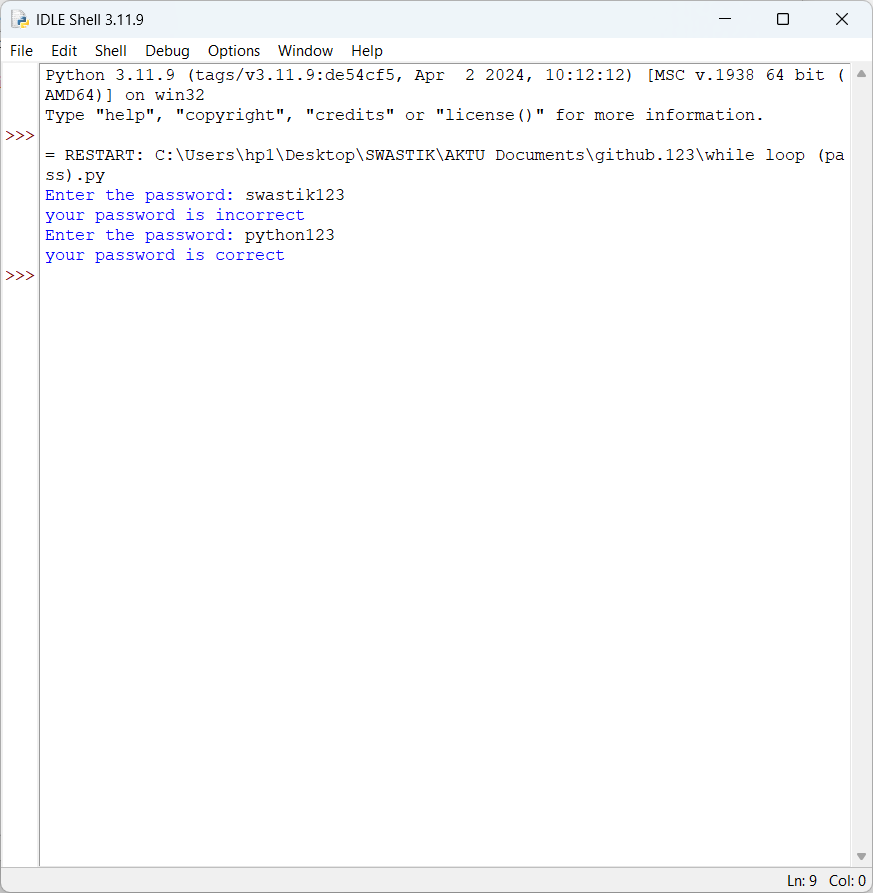 IDLE Shell 3.11.9
File Edit Shell Debug Options Window Help
Python 3.11.9 (tags/v3.11.9:de54cf5, Apr  2 2024, 10:12:12) [MSC v.1938 64 bit (
AMD64)] on win32
Type "help", "copyright", "credits" or "license()" for more information.
>>>
= RESTART: C:\Users\hp1\Desktop\SWASTIK\AKTU Documents\github.123\while loop (pa
ss).py
Enter the password: swastik123
your password is incorrect
Enter the password: python123
your password is correct
>>>
Ln: 9 Col: 0